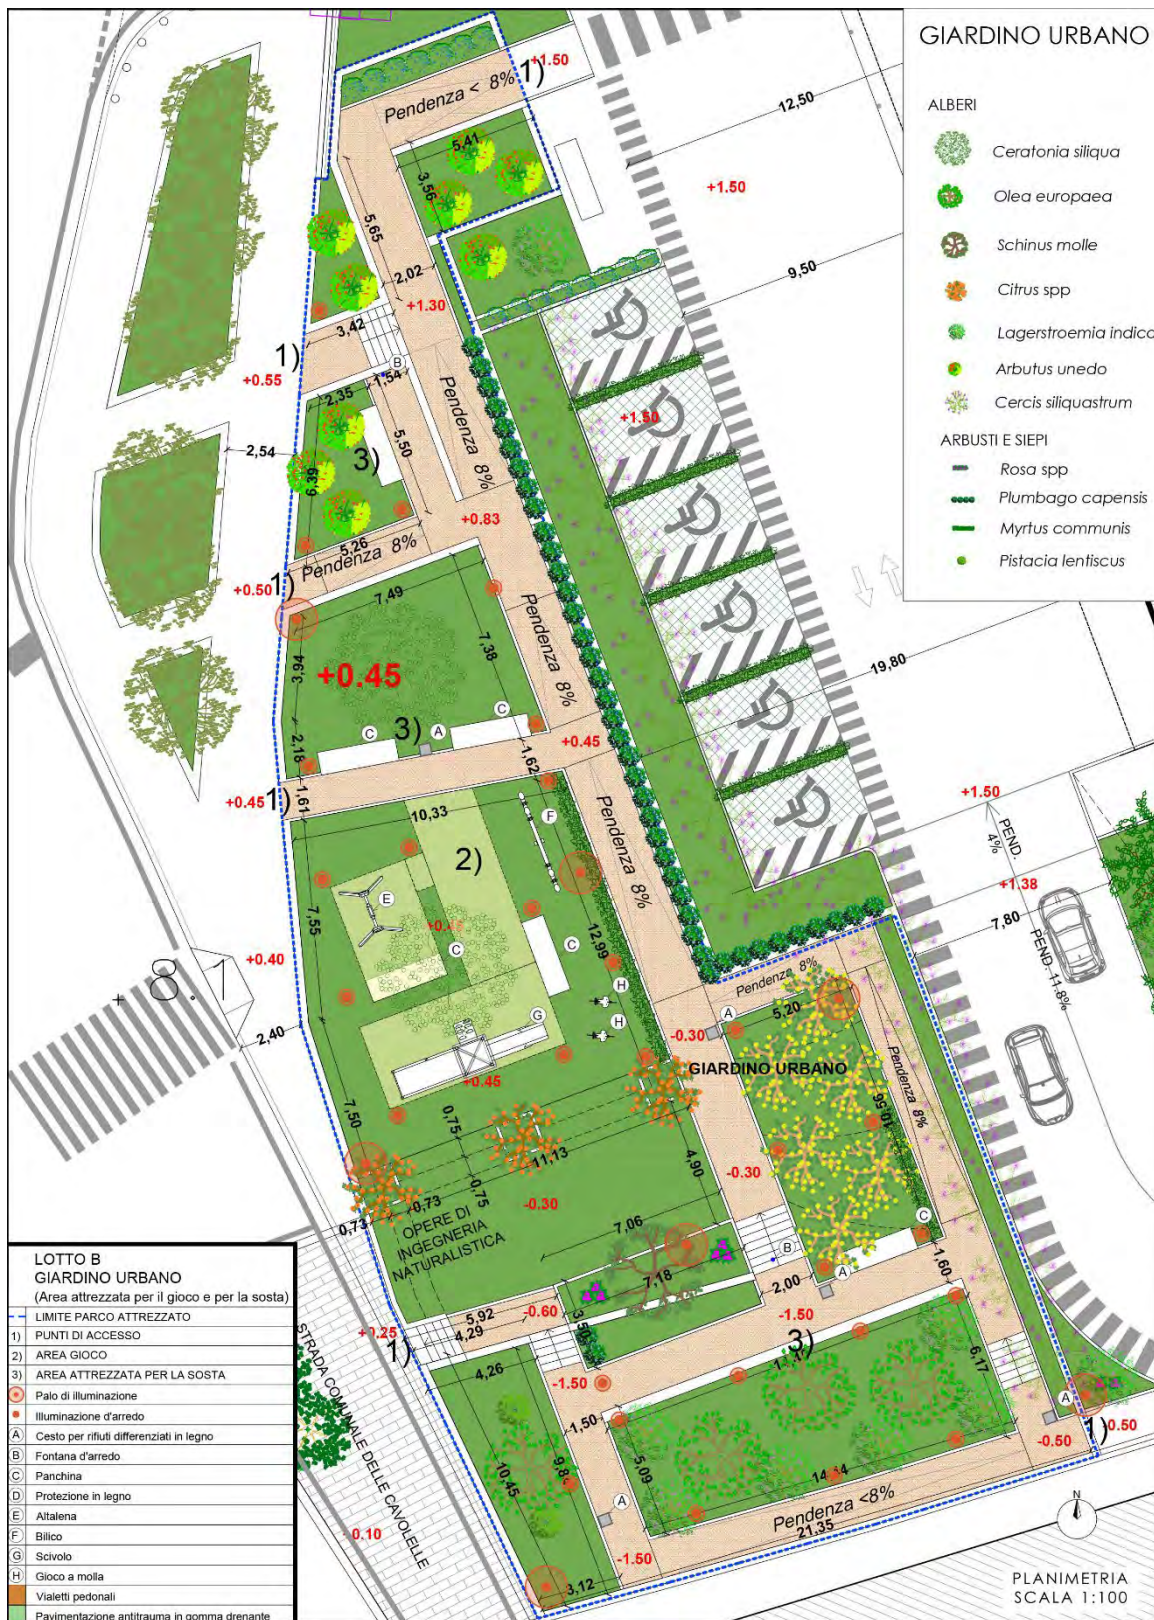 GIARDINO URBANO
ALBERI
Ceratonia siliqua
Olea europaea
Schinus molle
Citrus spp
Lagerstroemia indica
Arbutus unedo
Cercis siliquastrum
ARBUSTI E SIEPI
Rosa spp
Plumbago capensis
Myrtus communis
Pistacia lentiscus
+1.50
1)
Pendenza < 8%
12,50
5,41
3,56
+1.50
5,65
9,50
2,02
+1.30
3,42
1)
+0.55
B
1,54
2,35
Pendenza 8%
+1.50
5,50
2,54
3)
6,39
+0.83
5,26
Pendenza 8%
+0.50
1)
7,49
Pendenza 8%
7,38
3,94
+0.45
19,80
C
3)
A
C
+0.45
2,18
1,62
+0.45
1)
1,61
+1.50
10,33
F
Pendenza 8%
PEND.
4%
2)
+1.38
E
7,55
12,99
7,80
C
C
+0.40
PEND. 11.8%
Pendenza 8%
H
5,20
G
A
2,40
H
-0.30
GIARDINO URBANO
Pendenza 8%
+0.45
10,56
7,50
0,75
11,13
4,90
-0.30
0,75
0,73
0,73
-0.30
OPERE DI
INGEGNERIA
NATURALISTICA
7,06
C
B
1,60
7,18
2,00
A
-0.60
-1.50
5,92
3,50
4,29
+0.25
1)
3)
4,26
6,17
-1.50
A
1)
-0.50
1,50
-0.50
5,09
9,8
10,45
A
Pendenza <8%
21,35
N
-1.50
3,12
STRADA COMUNALE DELLE CAVOLELLE
0.10
LOTTO B
GIARDINO URBANO
(Area attrezzata per il gioco e per la sosta)
LIMITE PARCO ATTREZZATO
1) PUNTI DI ACCESSO
2) AREA GIOCO
3) AREA ATTREZZATA PER LA SOSTA
Palo di illuminazione
Illuminazione d'arredo
A Cesto per rifiuti differenziati in legno
B Fontana d'arredo
C Panchina
D Protezione in legno
E Altalena
F Bilico
G Scivolo
H Gioco a molla
Vialetti pedonali
Pavimentazione antitrauma in gomma drenante
PLANIMETRIA
SCALA 1:100